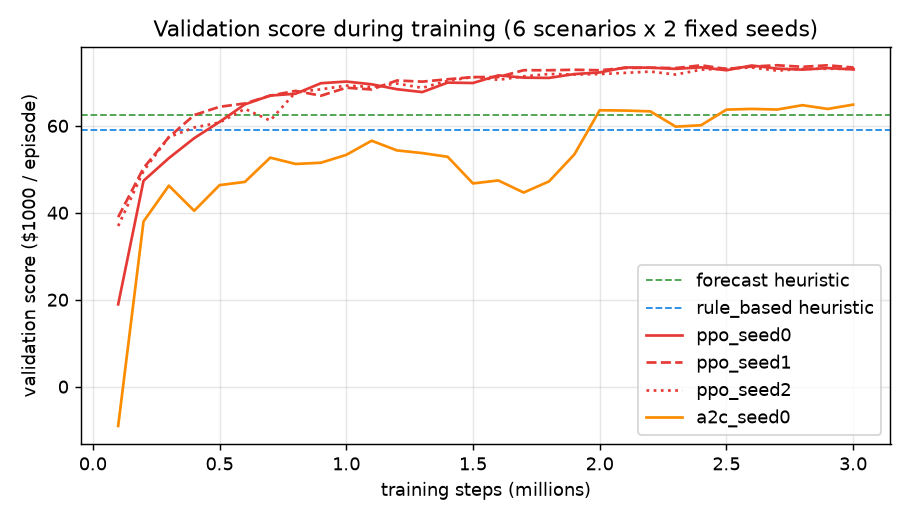 Validation score during training (6 scenarios x 2 fixed seeds)
validation score ($1000 / episode)
60
40
20
0
forecast heuristic
rule_based heuristic
ppo_seed0
ppo_seed1
ppo_seed2
a2c_seed0
0.0 0.5 1.0 1.5 2.0 2.5 3.0
training steps (millions)